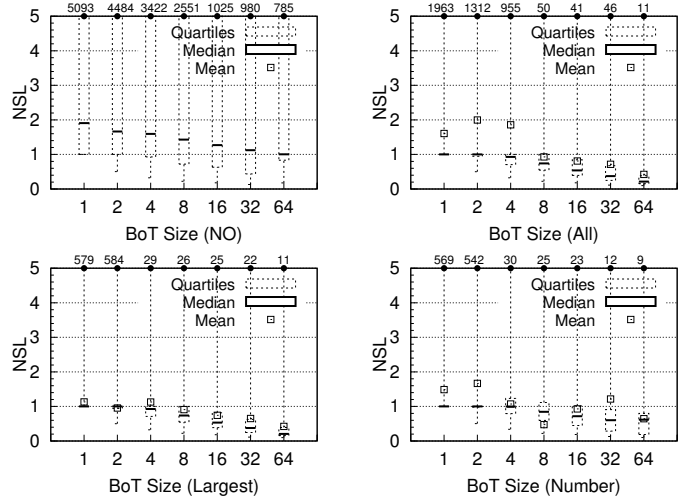 5093 4484 3422 2551 1025 980 785
5
4
3
2
1
0
NSL
Quartiles
Median
Mean
1 2 4 8 16 32 64
BoT Size (NO)
1963 1312 955 50 41 46 11
5
4
3
2
1
0
NSL
Quartiles
Median
Mean
1 2 4 8 16 32 64
BoT Size (All)
579 584 29 26 25 22 11
5
4
3
2
1
0
NSL
Quartiles
Median
Mean
1 2 4 8 16 32 64
BoT Size (Largest)
569 542 30 25 23 12 9
5
4
3
2
1
0
NSL
Quartiles
Median
Mean
1 2 4 8 16 32 64
BoT Size (Number)